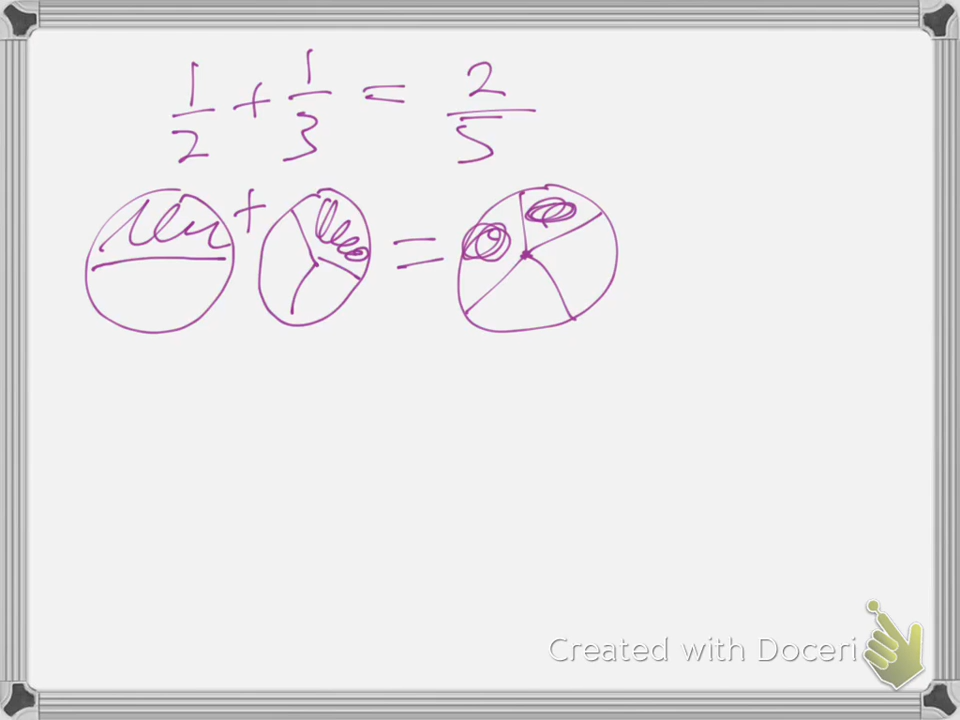 1/2 + 1/3 = 2/5
+ =
Created with Doceri